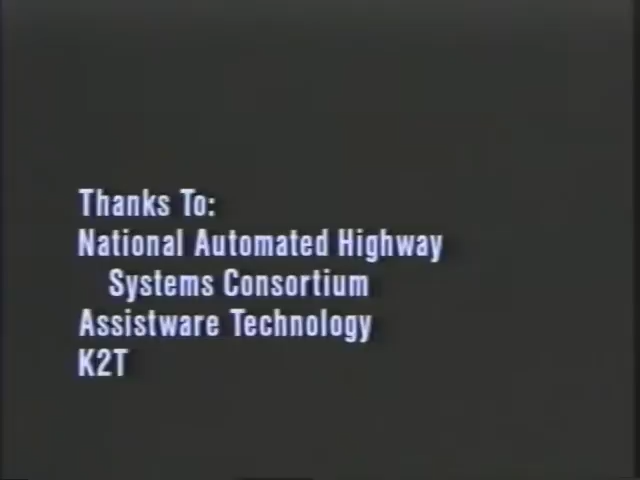 Thanks To:
National Automated Highway
Systems Consortium
Assistware Technology
K2T